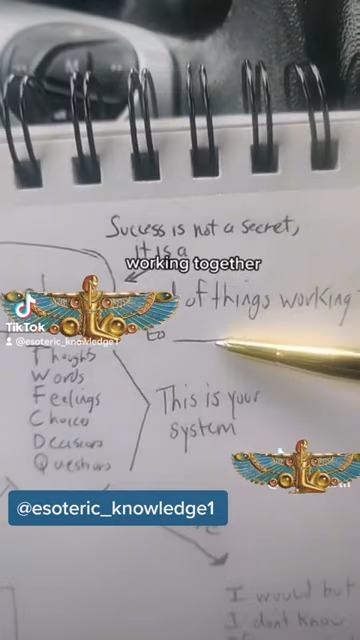 Success is not a secret,
it is a
working together
of things working
TikTok
@esoteric_knowledge1
to
Thoughts
Words
Feelings
Choices
Decisions
Questions
This is your
system
@esoteric_knowledge1
I would but
I don't know